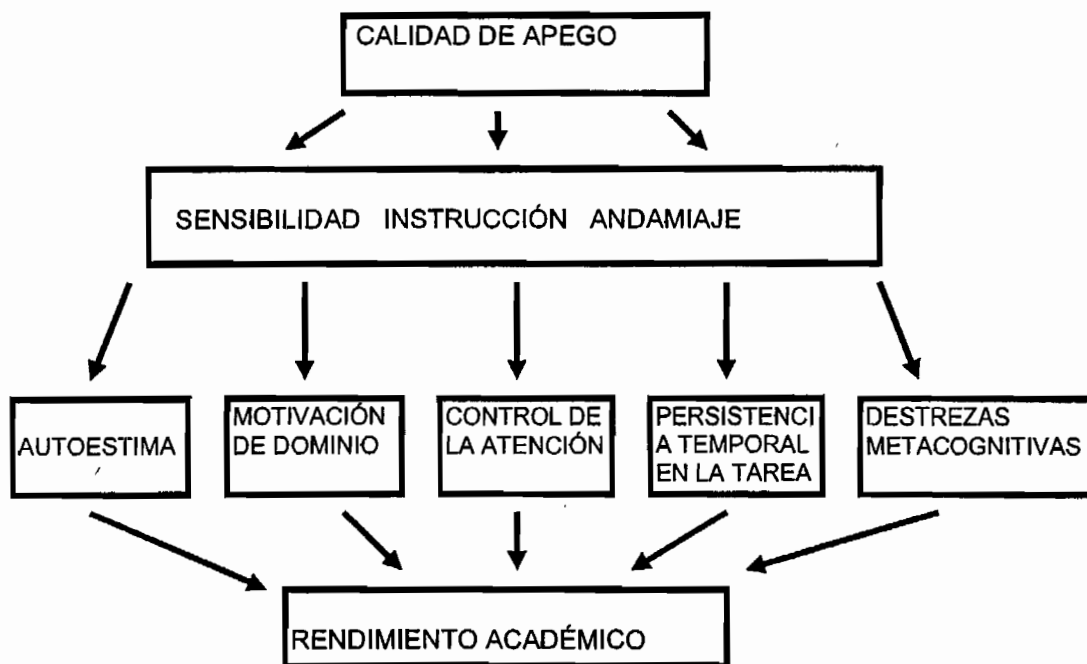 CALIDAD DE APEGO
SENSIBILIDAD INSTRUCCIÓN ANDAMIAJE
AUTOESTIMA
MOTIVACIÓN
DE DOMINIO
CONTROL DE
LA ATENCIÓN
PERSISTENCI
A TEMPORAL
EN LA TAREA
DESTREZAS
METACOGNITIVAS
RENDIMIENTO ACADÉMICO